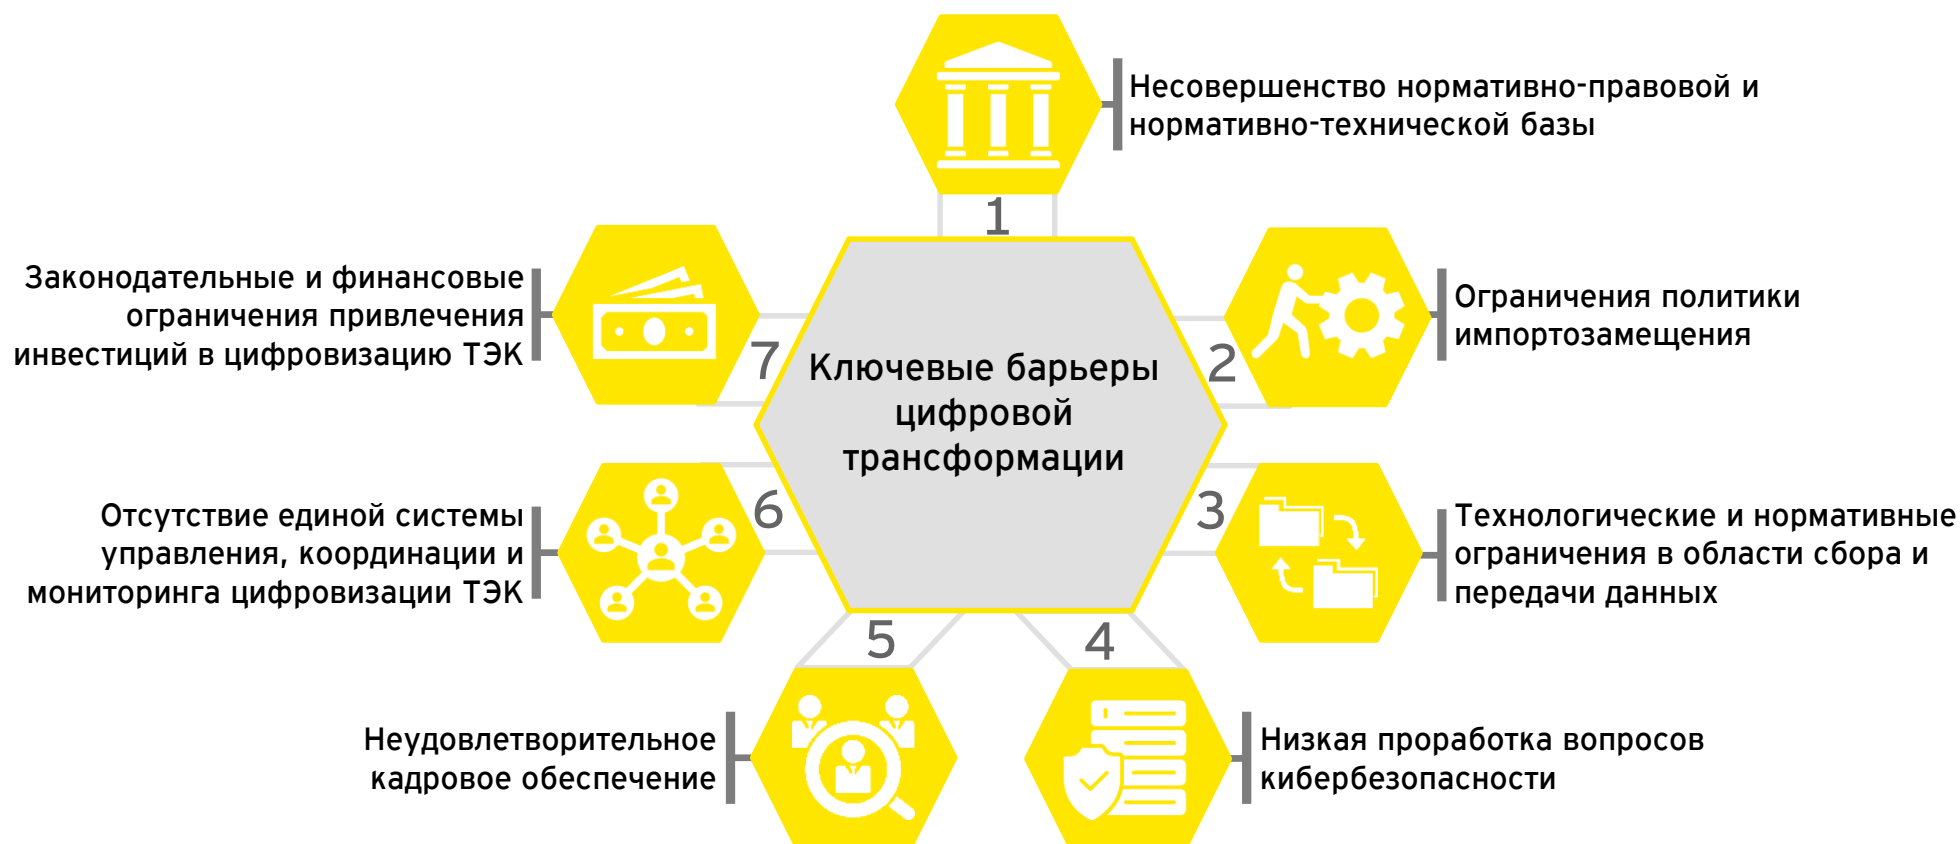 Ключевые барьеры
цифровой
трансформации
1
Несовершенство нормативно-правовой и
нормативно-технической базы
2
Ограничения политики
импортозамещения
3
Технологические и нормативные
ограничения в области сбора и
передачи данных
4
Низкая проработка вопросов
кибербезопасности
5
Неудовлетворительное
кадровое обеспечение
6
Отсутствие единой системы
управления, координации и
мониторинга цифровизации ТЭК
7
Законодательные и финансовые
ограничения привлечения
инвестиций в цифровизацию ТЭК